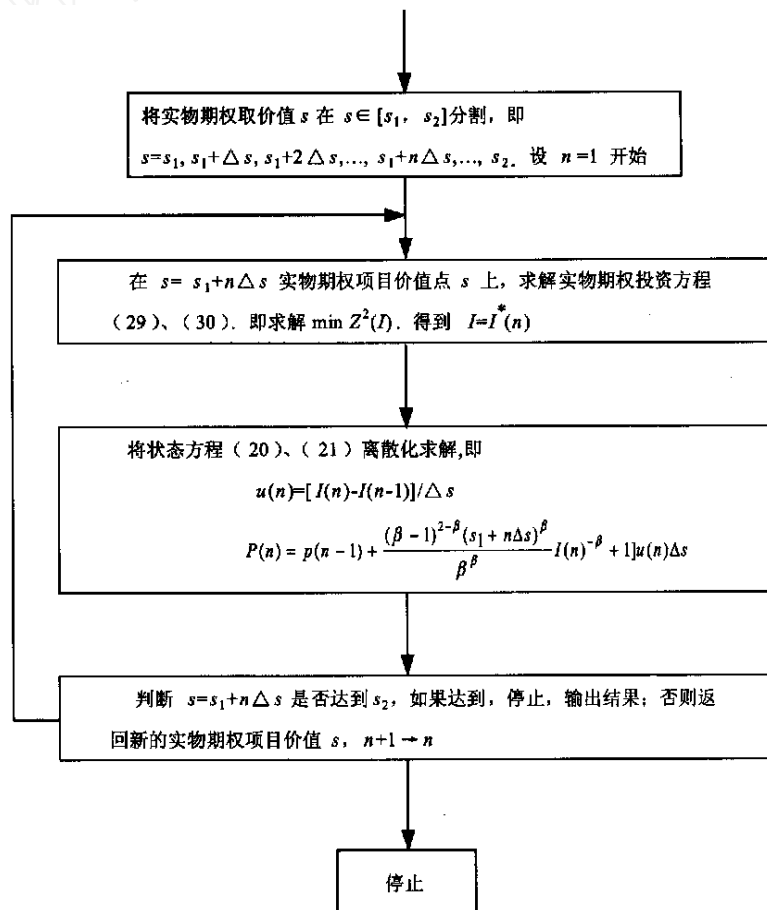 将实物期权取价值 s 在 s∈[s₁, s₂]分割，即
s=s₁, s₁+△s, s₁+2△s,…, s₁+n△s,…, s₂. 设 n=1 开始
在 s= s₁+n△s 实物期权项目价值点 s 上，求解实物期权投资方程
（29）、（30）. 即求解 min Z²(I). 得到 I=I*(n)
将状态方程（20）、（21）离散化求解,即
u(n)=[I(n)-I(n-1)]/△s
P(n) = p(n−1) + \frac{(β−1)^{2−β}(s₁+nΔs)^β}{β^β} I(n)^{−β} + 1]u(n)Δs
判断 s=s₁+n△s 是否达到s₂，如果达到，停止，输出结果；否则返
回新的实物期权项目价值 s， n+1→n
停止